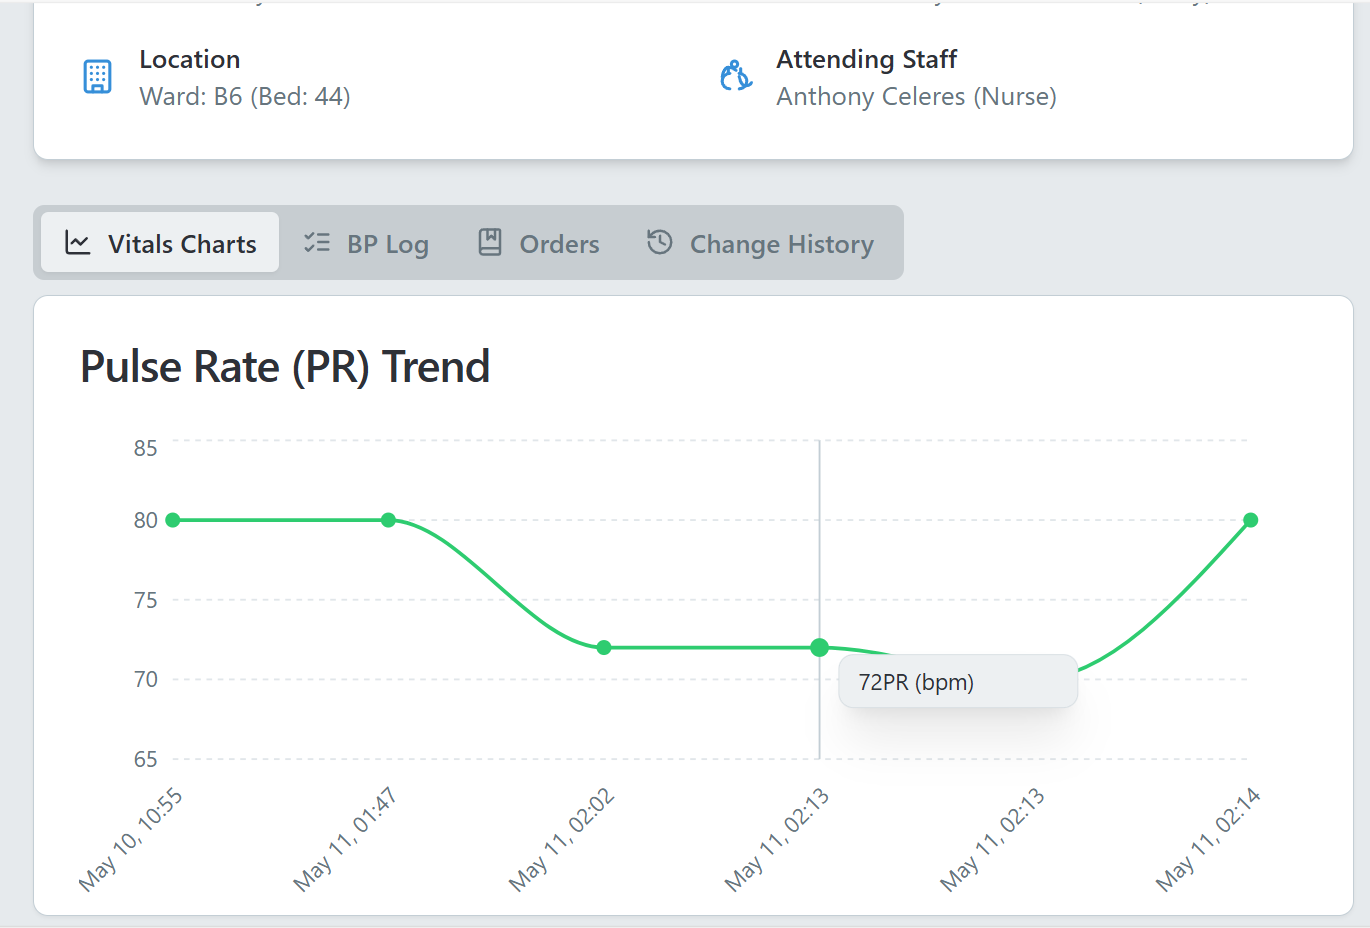 Location
Ward: B6 (Bed: 44)
Attending Staff
Anthony Celeres (Nurse)
Vitals Charts
BP Log
Orders
Change History
Pulse Rate (PR) Trend
85
80
75
70
65
72PR (bpm)
May 10, 10:55
May 11, 01:47
May 11, 02:02
May 11, 02:13
May 11, 02:13
May 11, 02:14